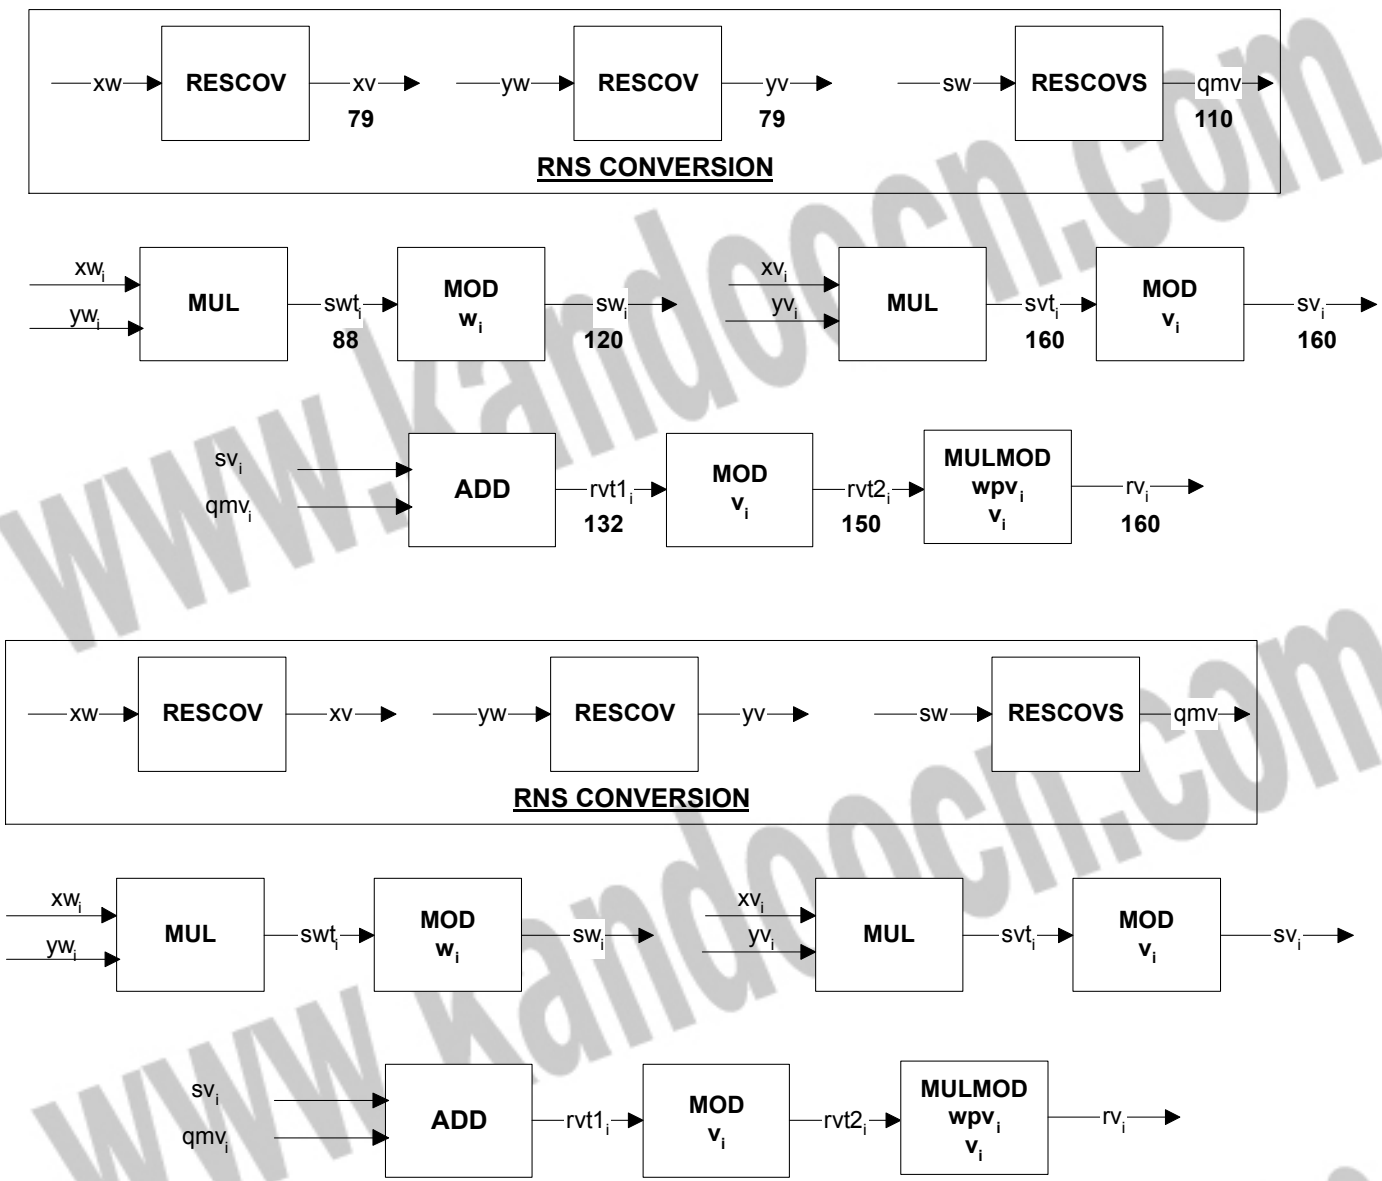 xw RESCOV xv yw RESCOV yv sw RESCOVS qmv
79 79 110
RNS CONVERSION
xwi ywi MUL swti MOD wi swi xvi yvi MUL svti MOD vi svi
88 120 160 160
svi qmvi ADD rvt1i MOD vi rvt2i MULMOD wpvi vi rvi
132 150 160
xw RESCOV xv yw RESCOV yv sw RESCOVS qmv
RNS CONVERSION
xwi ywi MUL swti MOD wi swi xvi yvi MUL svti MOD vi svi
svi qmvi ADD rvt1i MOD vi rvt2i MULMOD wpvi vi rvi
www.kandoocn.com
www.kandoocn.com